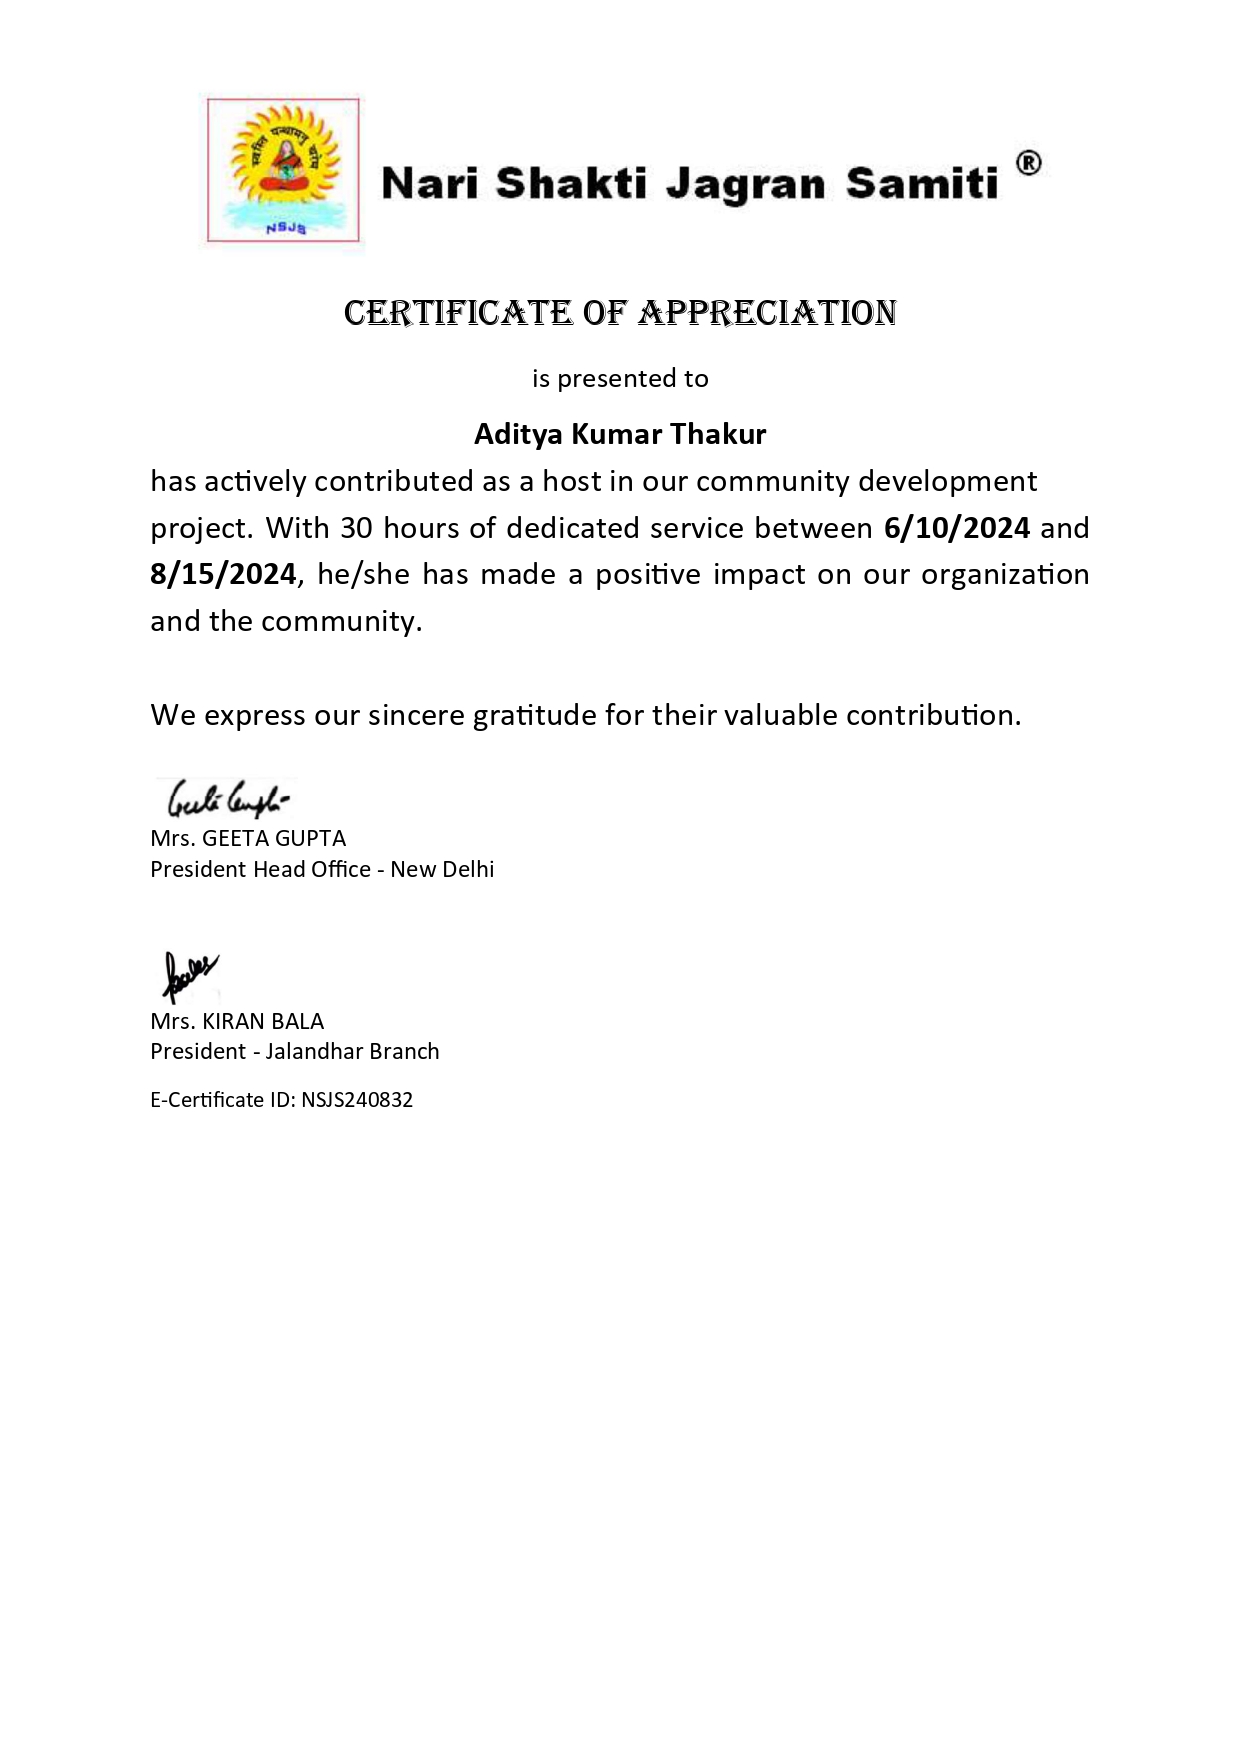 स्वस्ति पन्थामनु चरेम
NSJS
Nari Shakti Jagran Samiti ®
CERTIFICATE OF APPRECIATION
is presented to
Aditya Kumar Thakur
has actively contributed as a host in our community development
project. With 30 hours of dedicated service between 6/10/2024 and
8/15/2024, he/she has made a positive impact on our organization
and the community.
We express our sincere gratitude for their valuable contribution.
Geeta Gupta
Mrs. GEETA GUPTA
President Head Office - New Delhi
Mrs. KIRAN BALA
President - Jalandhar Branch
E-Certificate ID: NSJS240832